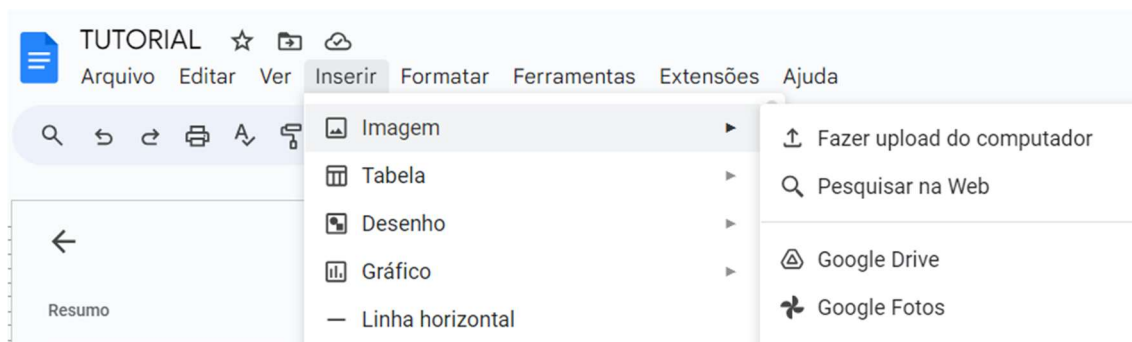 TUTORIAL
Arquivo Editar Ver Inserir Formatar Ferramentas Extensões Ajuda
Imagem
Tabela
Desenho
Gráfico
Linha horizontal
Fazer upload do computador
Pesquisar na Web
Google Drive
Google Fotos
Resumo